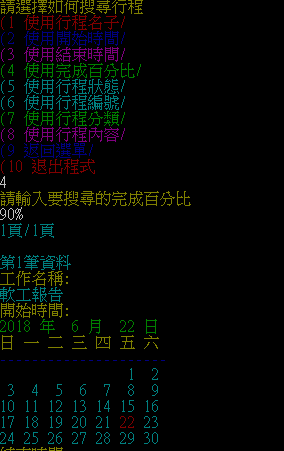 請選擇如何搜尋行程
(1 使用行程名子/
(2 使用開始時間/
(3 使用結束時間/
(4 使用完成百分比/
(5 使用行程狀態/
(6 使用行程編號/
(7 使用行程分類/
(8 使用行程內容/
(9 返回選單/
(10 退出程式
4
請輸入要搜尋的完成百分比
90%
1頁/1頁
第1筆資料
工作名稱:
軟工報告
開始時間:
2018 年 6 月 22 日
日 一 二 三 四 五 六
--------------------
1 2
3 4 5 6 7 8 9
10 11 12 13 14 15 16
17 18 19 20 21 22 23
24 25 26 27 28 29 30